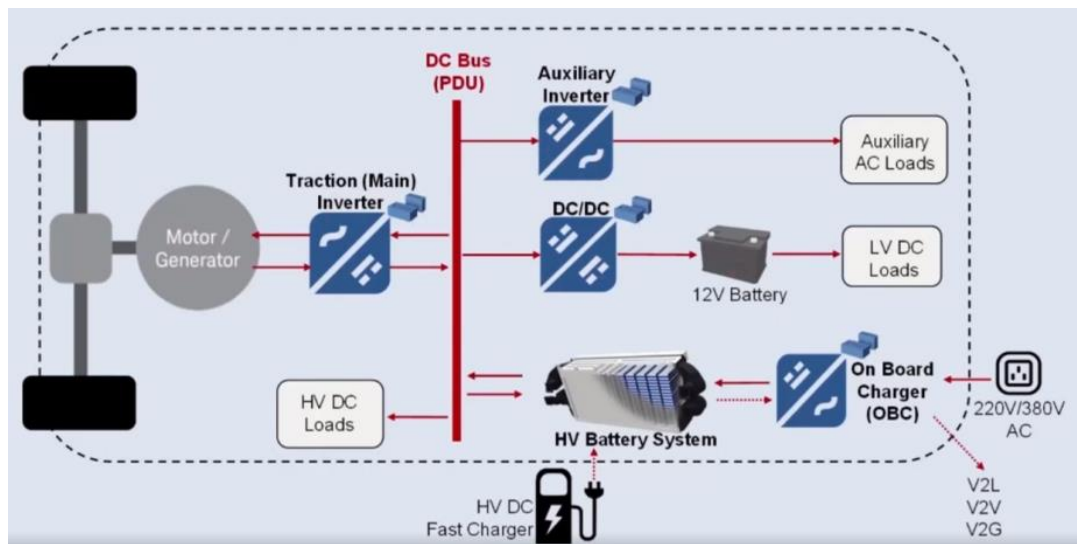 DC Bus
(PDU)
Auxiliary
Inverter
Auxiliary
AC Loads
Traction (Main)
Inverter
Motor /
Generator
DC/DC
12V Battery
LV DC
Loads
HV DC
Loads
HV Battery System
On Board
Charger
(OBC)
220V/380V
AC
HV DC
Fast Charger
V2L
V2V
V2G